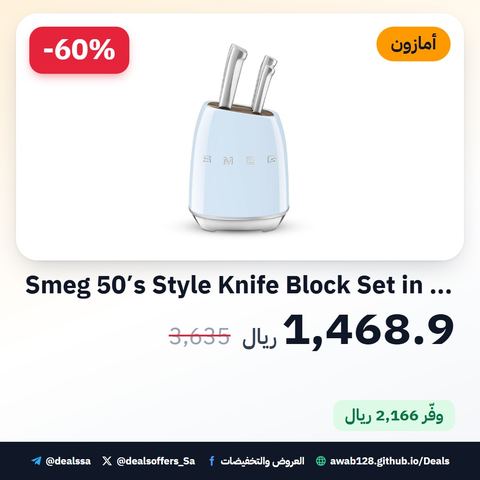 -60%
أمازون
SMEG
Smeg 50′s Style Knife Block Set in ...
1,468.9 ريال 3,635
وفّر 2,166 ريال
@dealssa @dealsoffers_Sa العروض والتخفيضات awab128.github.io/Deals